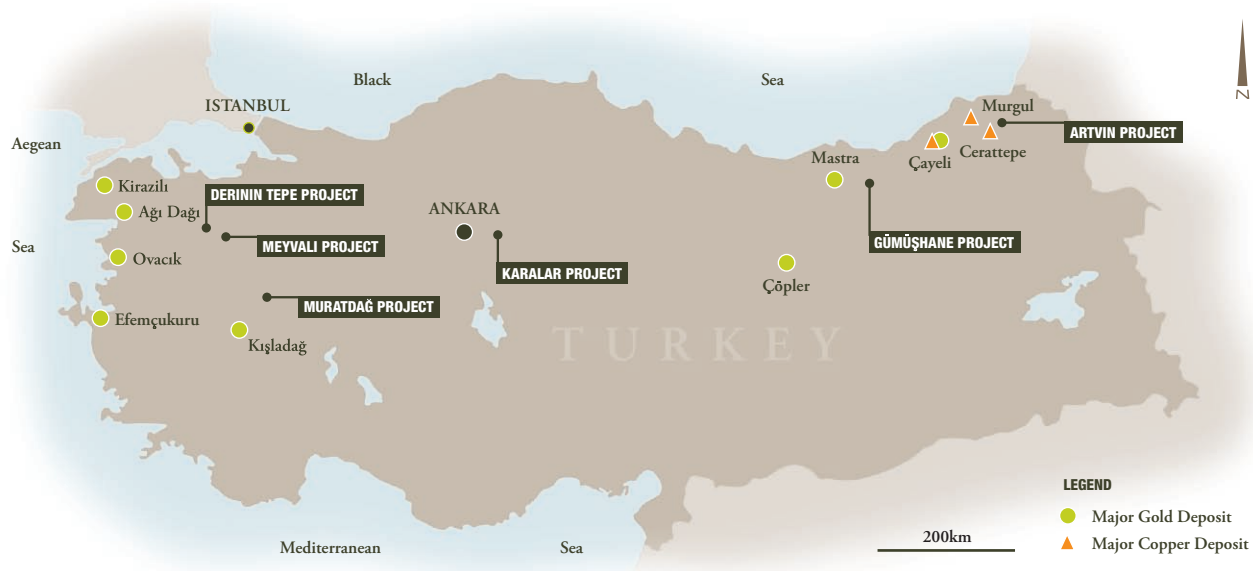 Black
Sea
Z
ISTANBUL
Murgul
ARTVIN PROJECT
Aegean
Mastra
Çayeli
Cerattepe
Kirazilı
DERININ TEPE PROJECT
Ağı Dağı
ANKARA
Sea
MEYVALI PROJECT
GÜMÜŞHANE PROJECT
Ovacık
KARALAR PROJECT
Çöpler
MURATDAĞ PROJECT
Efemçukuru
Kışladağ
TURKEY
LEGEND
Major Gold Deposit
200km
Major Copper Deposit
Mediterranean
Sea